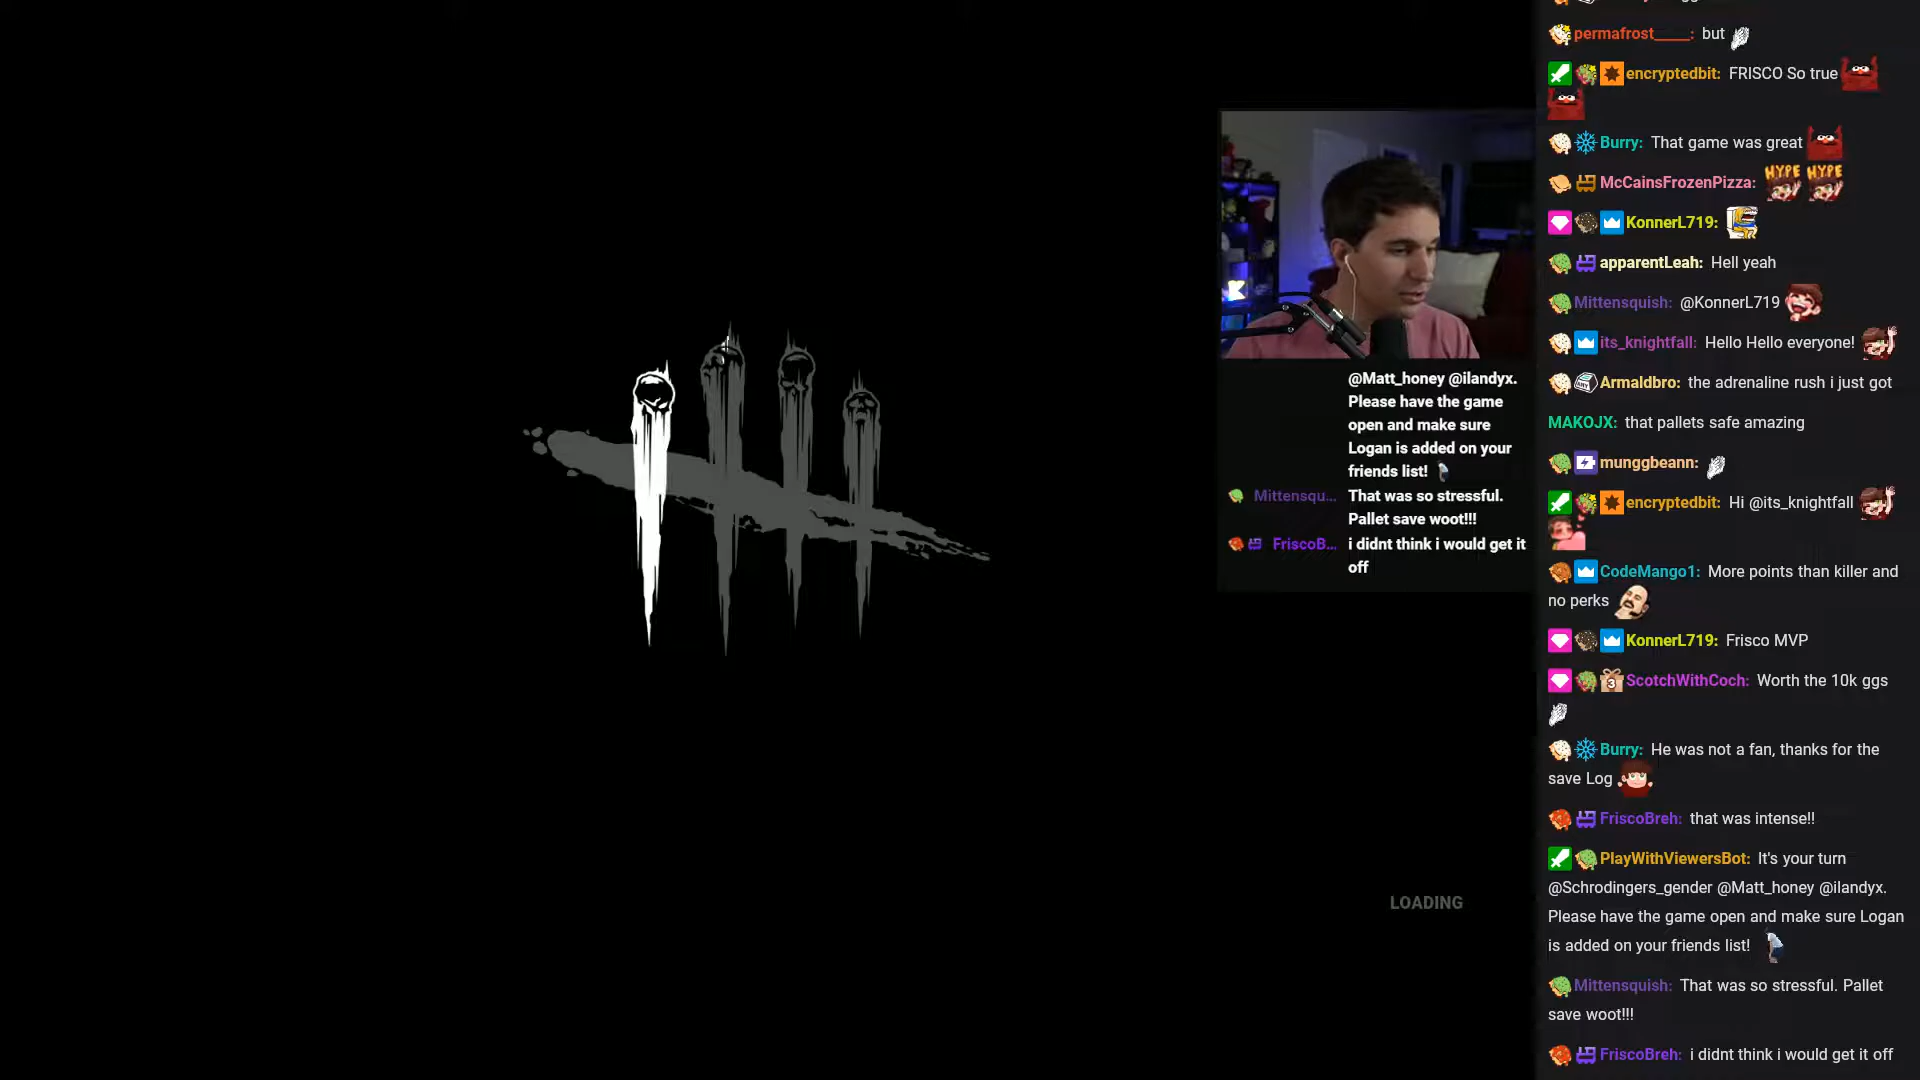 permafrost_____: but
encryptedbit: FRISCO So true
Burry: That game was great
McCainsFrozenPizza: HYPE HYPE
KonnerL719:
apparentLeah: Hell yeah
Mittensquish: @KonnerL719
its_knightfall: Hello Hello everyone!
Armaldbro: the adrenaline rush i just got
MAKOJX: that pallets safe amazing
munggbeann:
encryptedbit: Hi @its_knightfall
CodeMango1: More points than killer and
no perks
KonnerL719: Frisco MVP
3 ScotchWithCoch: Worth the 10k ggs
Burry: He was not a fan, thanks for the
save Log
FriscoBreh: that was intense!!
PlayWithViewersBot: It's your turn
@Schrodingers_gender @Matt_honey @ilandyx.
Please have the game open and make sure Logan
is added on your friends list!
Mittensquish: That was so stressful. Pallet
save woot!!!
FriscoBreh: i didnt think i would get it off
@Matt_honey @ilandyx.
Please have the game
open and make sure
Logan is added on your
friends list!
Mittensqu... That was so stressful.
Pallet save woot!!!
FriscoB... i didnt think i would get it
off
LOADING